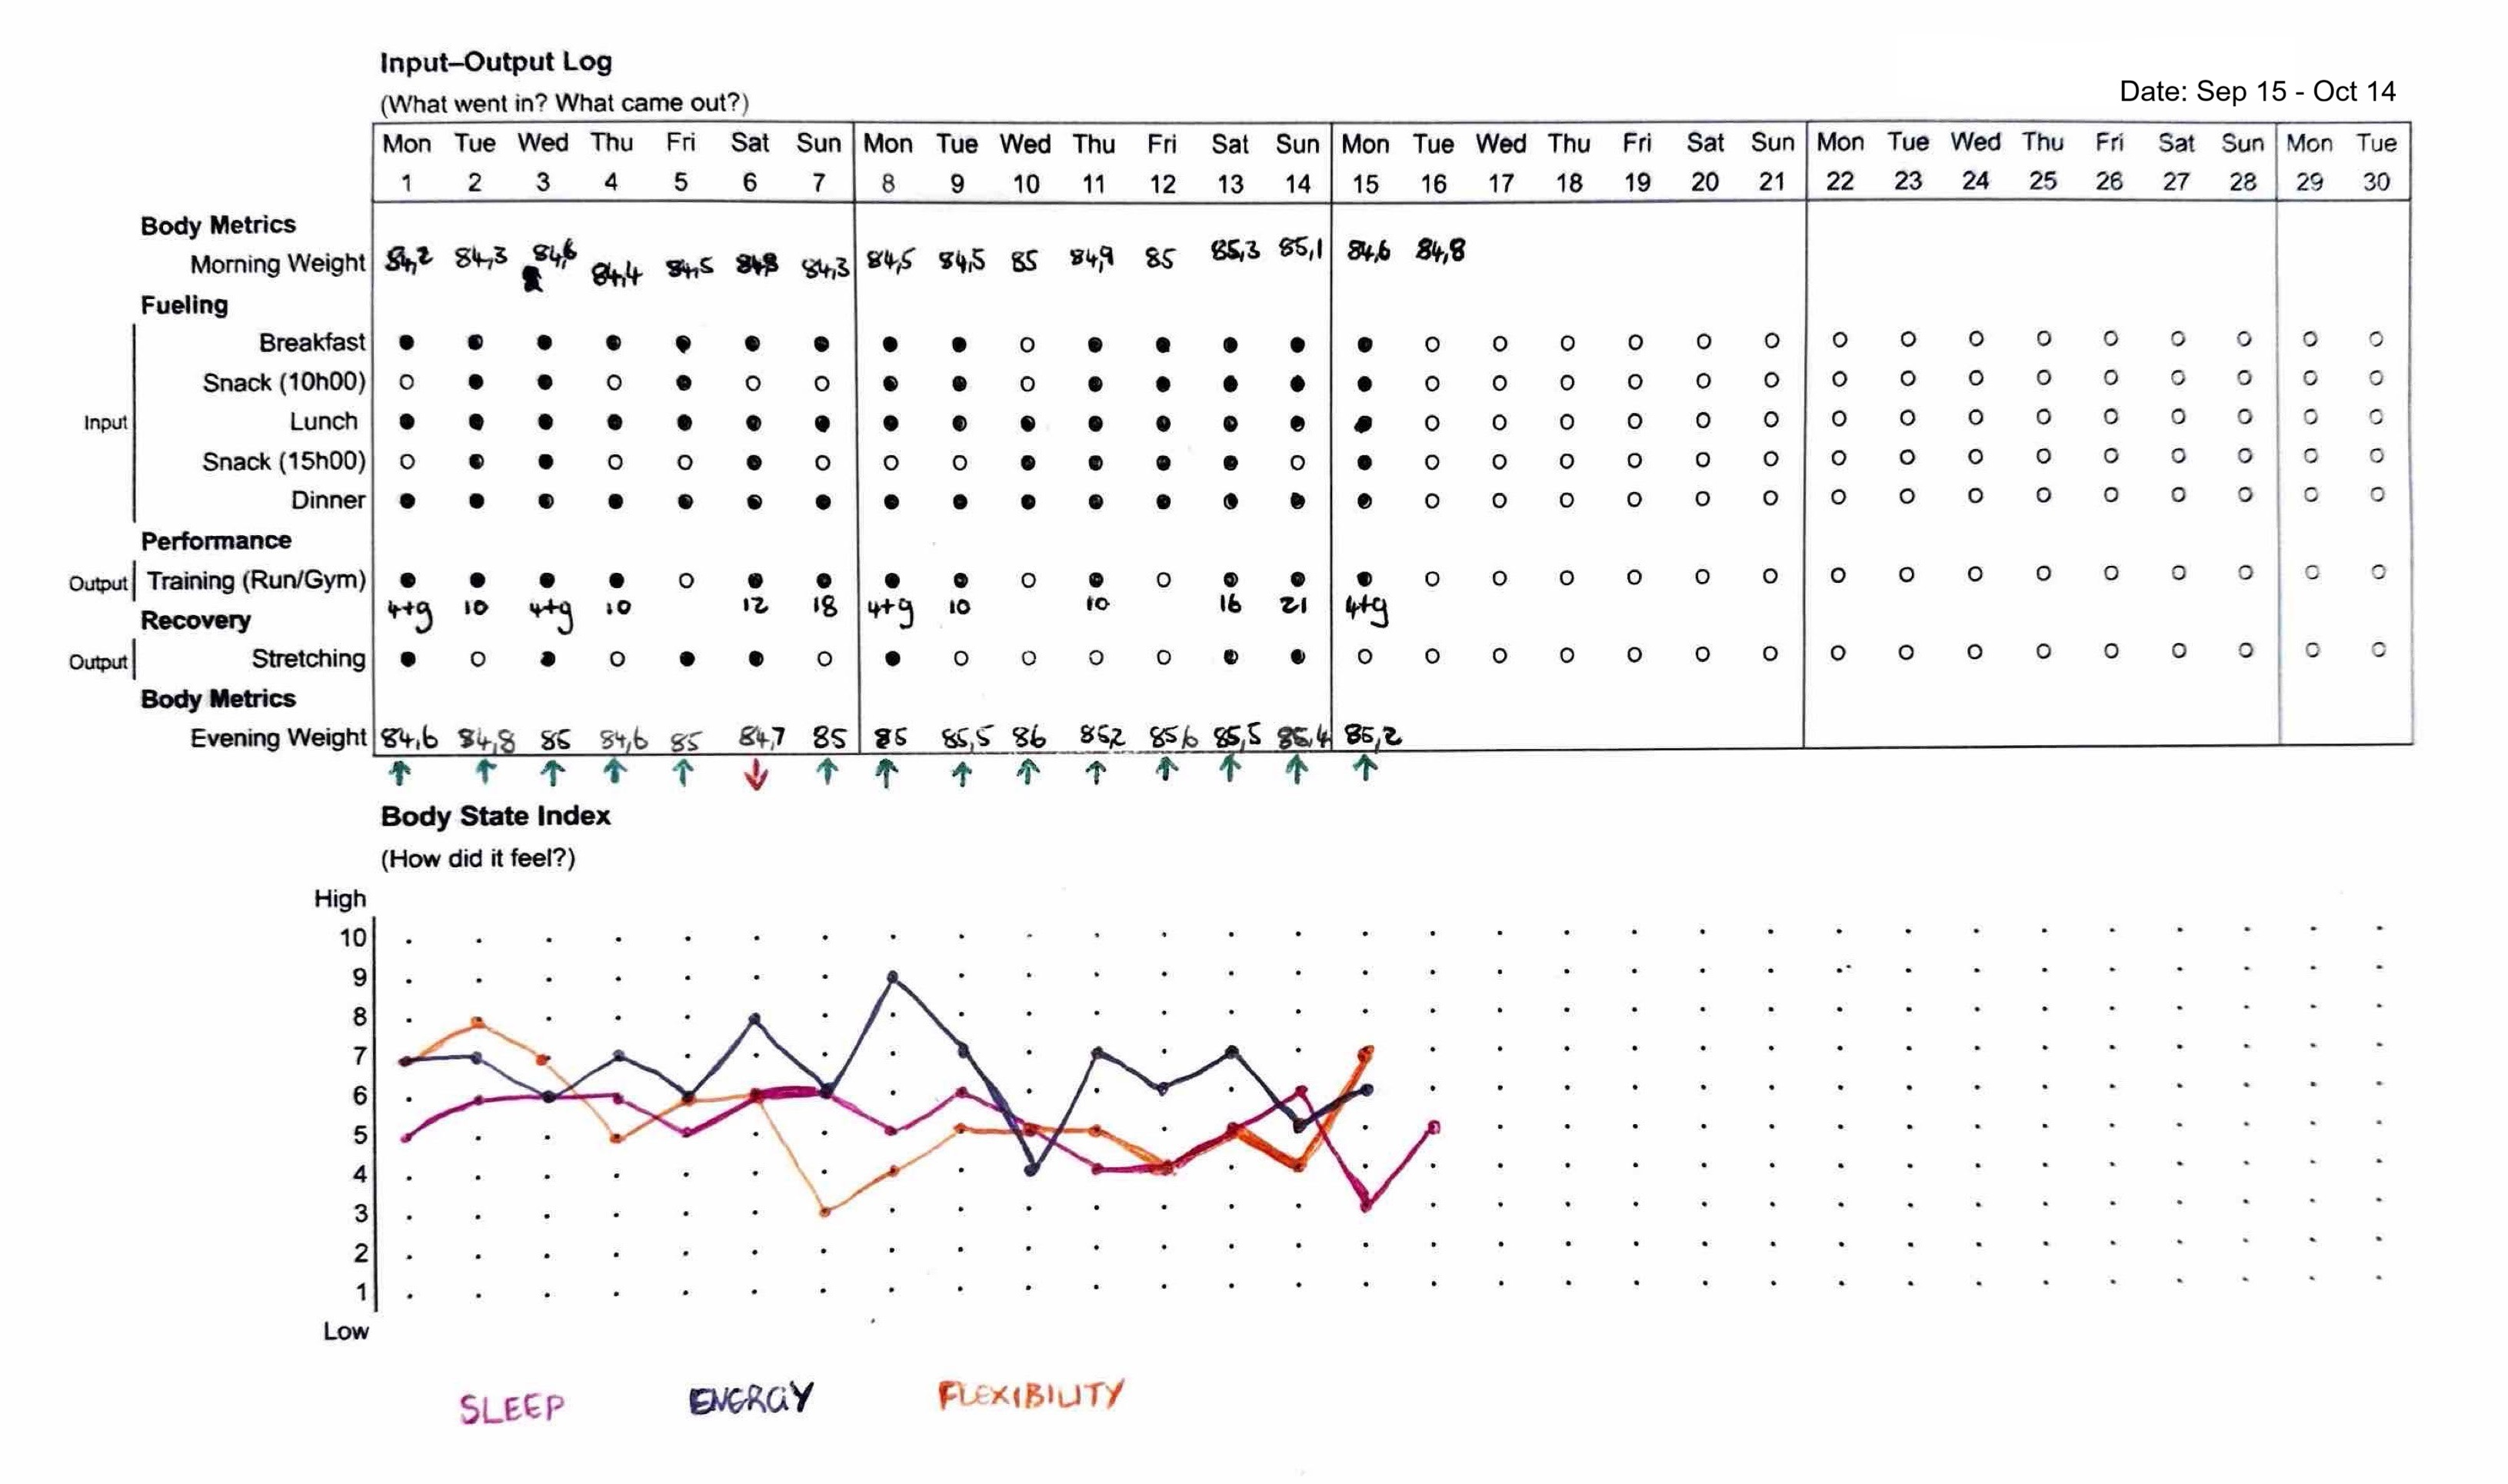 Input–Output Log
Date: Sep 15 - Oct 14
(What went in? What came out?)
Mon Tue Wed Thu Fri Sat Sun Mon Tue Wed Thu Fri Sat Sun Mon Tue Wed Thu Fri Sat Sun Mon Tue Wed Thu Fri Sat Sun Mon Tue
1 2 3 4 5 6 7 8 9 10 11 12 13 14 15 16 17 18 19 20 21 22 23 24 25 26 27 28 29 30
Body Metrics
Morning Weight 84,2 84,3 84,6 84,4 84,5 84,3 84,5 84,5 85 84,9 85 85,3 85,1 84,6 84,8
Fueling
Breakfast
Snack (10h00)
Input Lunch
Snack (15h00)
Dinner
Performance
Output Training (Run/Gym)
4+g 10 4+g 10 12 18 4+g 10 10 16 21 4+g
Recovery
Output Stretching
Body Metrics
Evening Weight 84,6 84,8 85 84,6 85 84,7 85 85 85,5 86 85,2 85,6 85,5 85,4 85,2
Body State Index
(How did it feel?)
High
10
9
8
7
6
5
4
3
2
1
Low
SLEEP ENERGY FLEXIBILITY